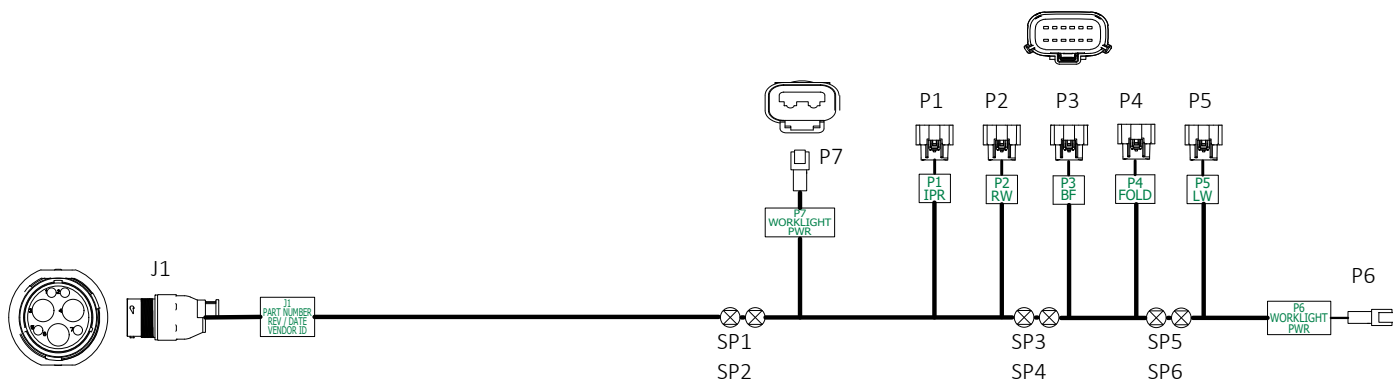 P1 P2 P3 P4 P5
P7
P1
IPR
P2
RW
P3
BF
P4
FOLD
P5
LW
P7
WORKLIGHT
PWR
J1
P6
J1
PART NUMBER
REV / DATE
VENDOR ID
P6
WORKLIGHT
PWR
SP1
SP2
SP3
SP4
SP5
SP6